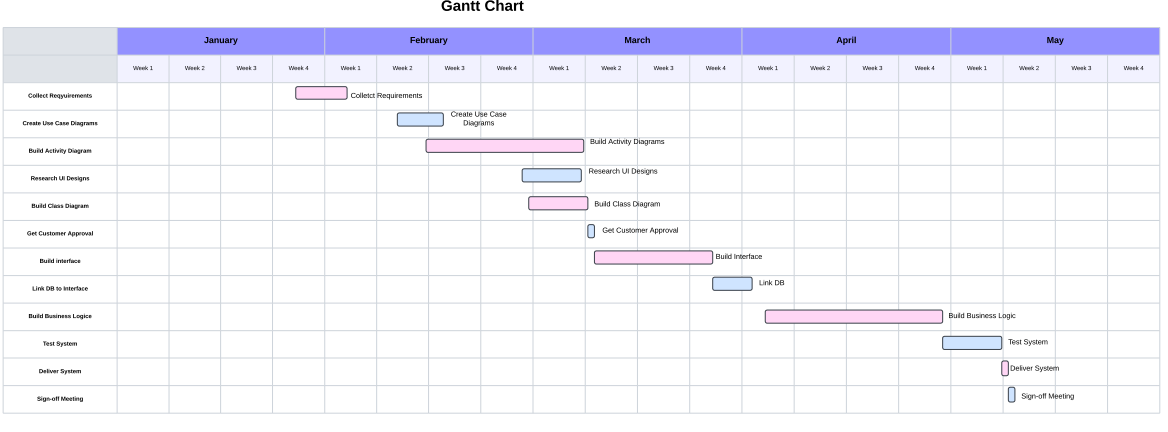 Gantt Chart
January February March April May
Week 1 Week 2 Week 3 Week 4 Week 1 Week 2 Week 3 Week 4 Week 1 Week 2 Week 3 Week 4 Week 1 Week 2 Week 3 Week 4 Week 1 Week 2 Week 3 Week 4
Collect Reqyuirements Colletct Requirements
Create Use Case Diagrams Create Use Case
Diagrams
Build Activity Diagram Build Activity Diagrams
Research UI Designs Research UI Designs
Build Class Diagram Build Class Diagram
Get Customer Approval Get Customer Approval
Build interface Build Interface
Link DB to Interface Link DB
Build Business Logice Build Business Logic
Test System Test System
Deliver System Deliver System
Sign-off Meeting Sign-off Meeting